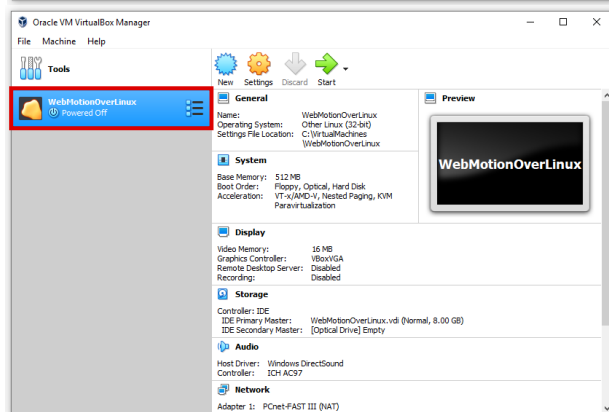 Oracle VM VirtualBox Manager
File Machine Help
Tools
New Settings Discard Start
WebMotionOverLinux
Powered Off
General
Name: WebMotionOverLinux
Operating System: Other Linux (32-bit)
Settings File Location: C:\VirtualMachines
\WebMotionOverLinux
System
Base Memory: 512 MB
Boot Order: Floppy, Optical, Hard Disk
Acceleration: VT-x/AMD-V, Nested Paging, KVM
Paravirtualization
Preview
WebMotionOverLinux
Display
Video Memory: 16 MB
Graphics Controller: VBoxVGA
Remote Desktop Server: Disabled
Recording: Disabled
Storage
Controller: IDE
IDE Primary Master: WebMotionOverLinux.vdi (Normal, 8.00 GB)
IDE Secondary Master: [Optical Drive] Empty
Audio
Host Driver: Windows DirectSound
Controller: ICH AC97
Network
Adapter 1: PCnet-FAST III (NAT)